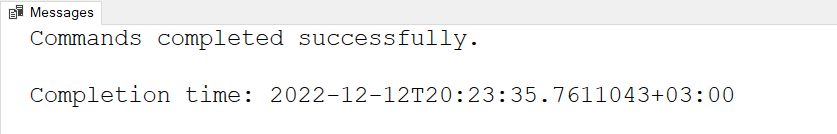 Messages
Commands completed successfully.
Completion time: 2022-12-12T20:23:35.7611043+03:00